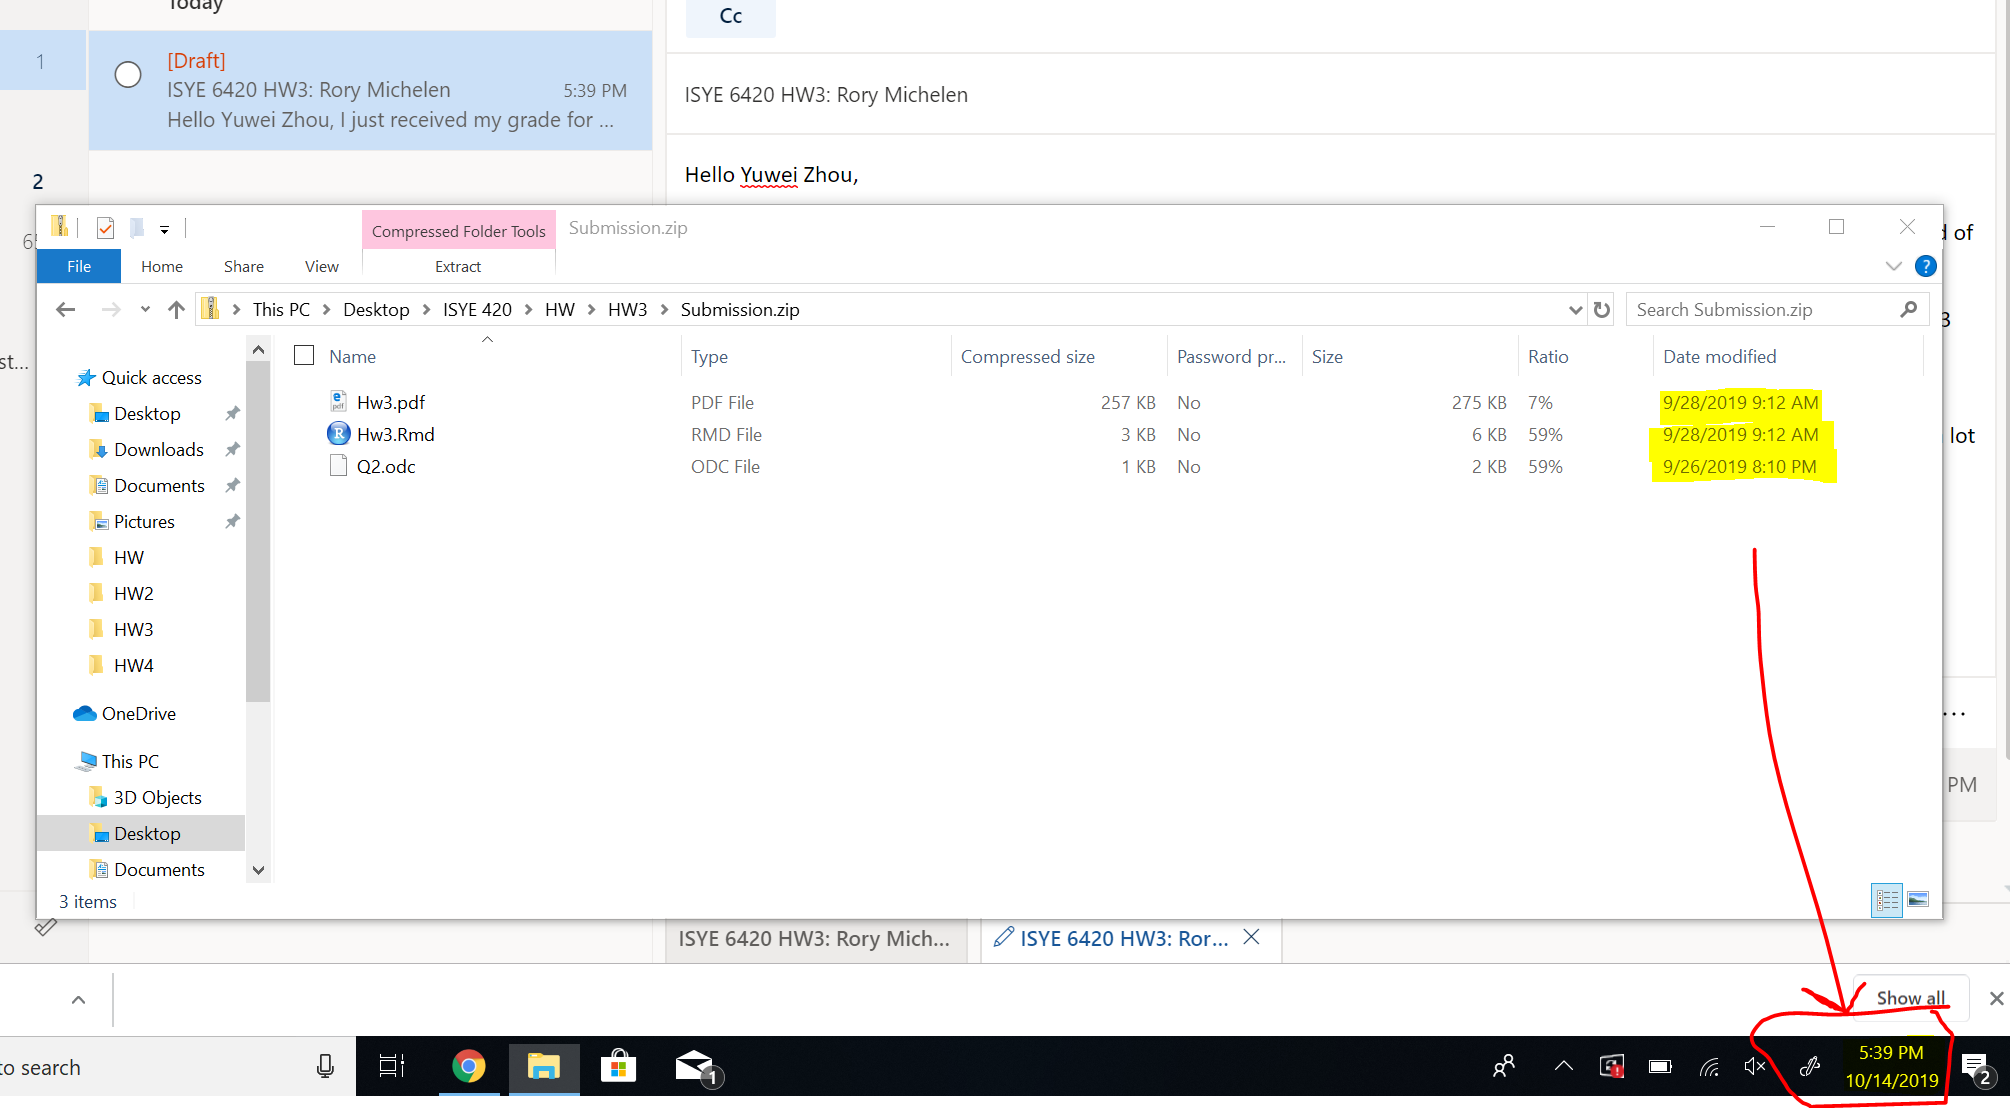 Today
Cc
1
[Draft]
ISYE 6420 HW3: Rory Michelen
5:39 PM
Hello Yuwei Zhou, I just received my grade for ...
ISYE 6420 HW3: Rory Michelen
2
Hello Yuwei Zhou,
Compressed Folder Tools
Submission.zip
of
File
Home
Share
View
Extract
?
This PC > Desktop > ISYE 420 > HW > HW3 > Submission.zip
Search Submission.zip
3
st...
Name
Type
Compressed size
Password pr...
Size
Ratio
Date modified
Quick access
Hw3.pdf PDF File 257 KB No 275 KB 7% 9/28/2019 9:12 AM
Desktop
Hw3.Rmd RMD File 3 KB No 6 KB 59% 9/28/2019 9:12 AM
lot
Downloads
Q2.odc ODC File 1 KB No 2 KB 59% 9/26/2019 8:10 PM
Documents
Pictures
HW
HW2
HW3
HW4
OneDrive
...
This PC
PM
3D Objects
Desktop
Documents
3 items
ISYE 6420 HW3: Rory Mich...
ISYE 6420 HW3: Ror...
Show all
to search
1
5:39 PM
10/14/2019
2